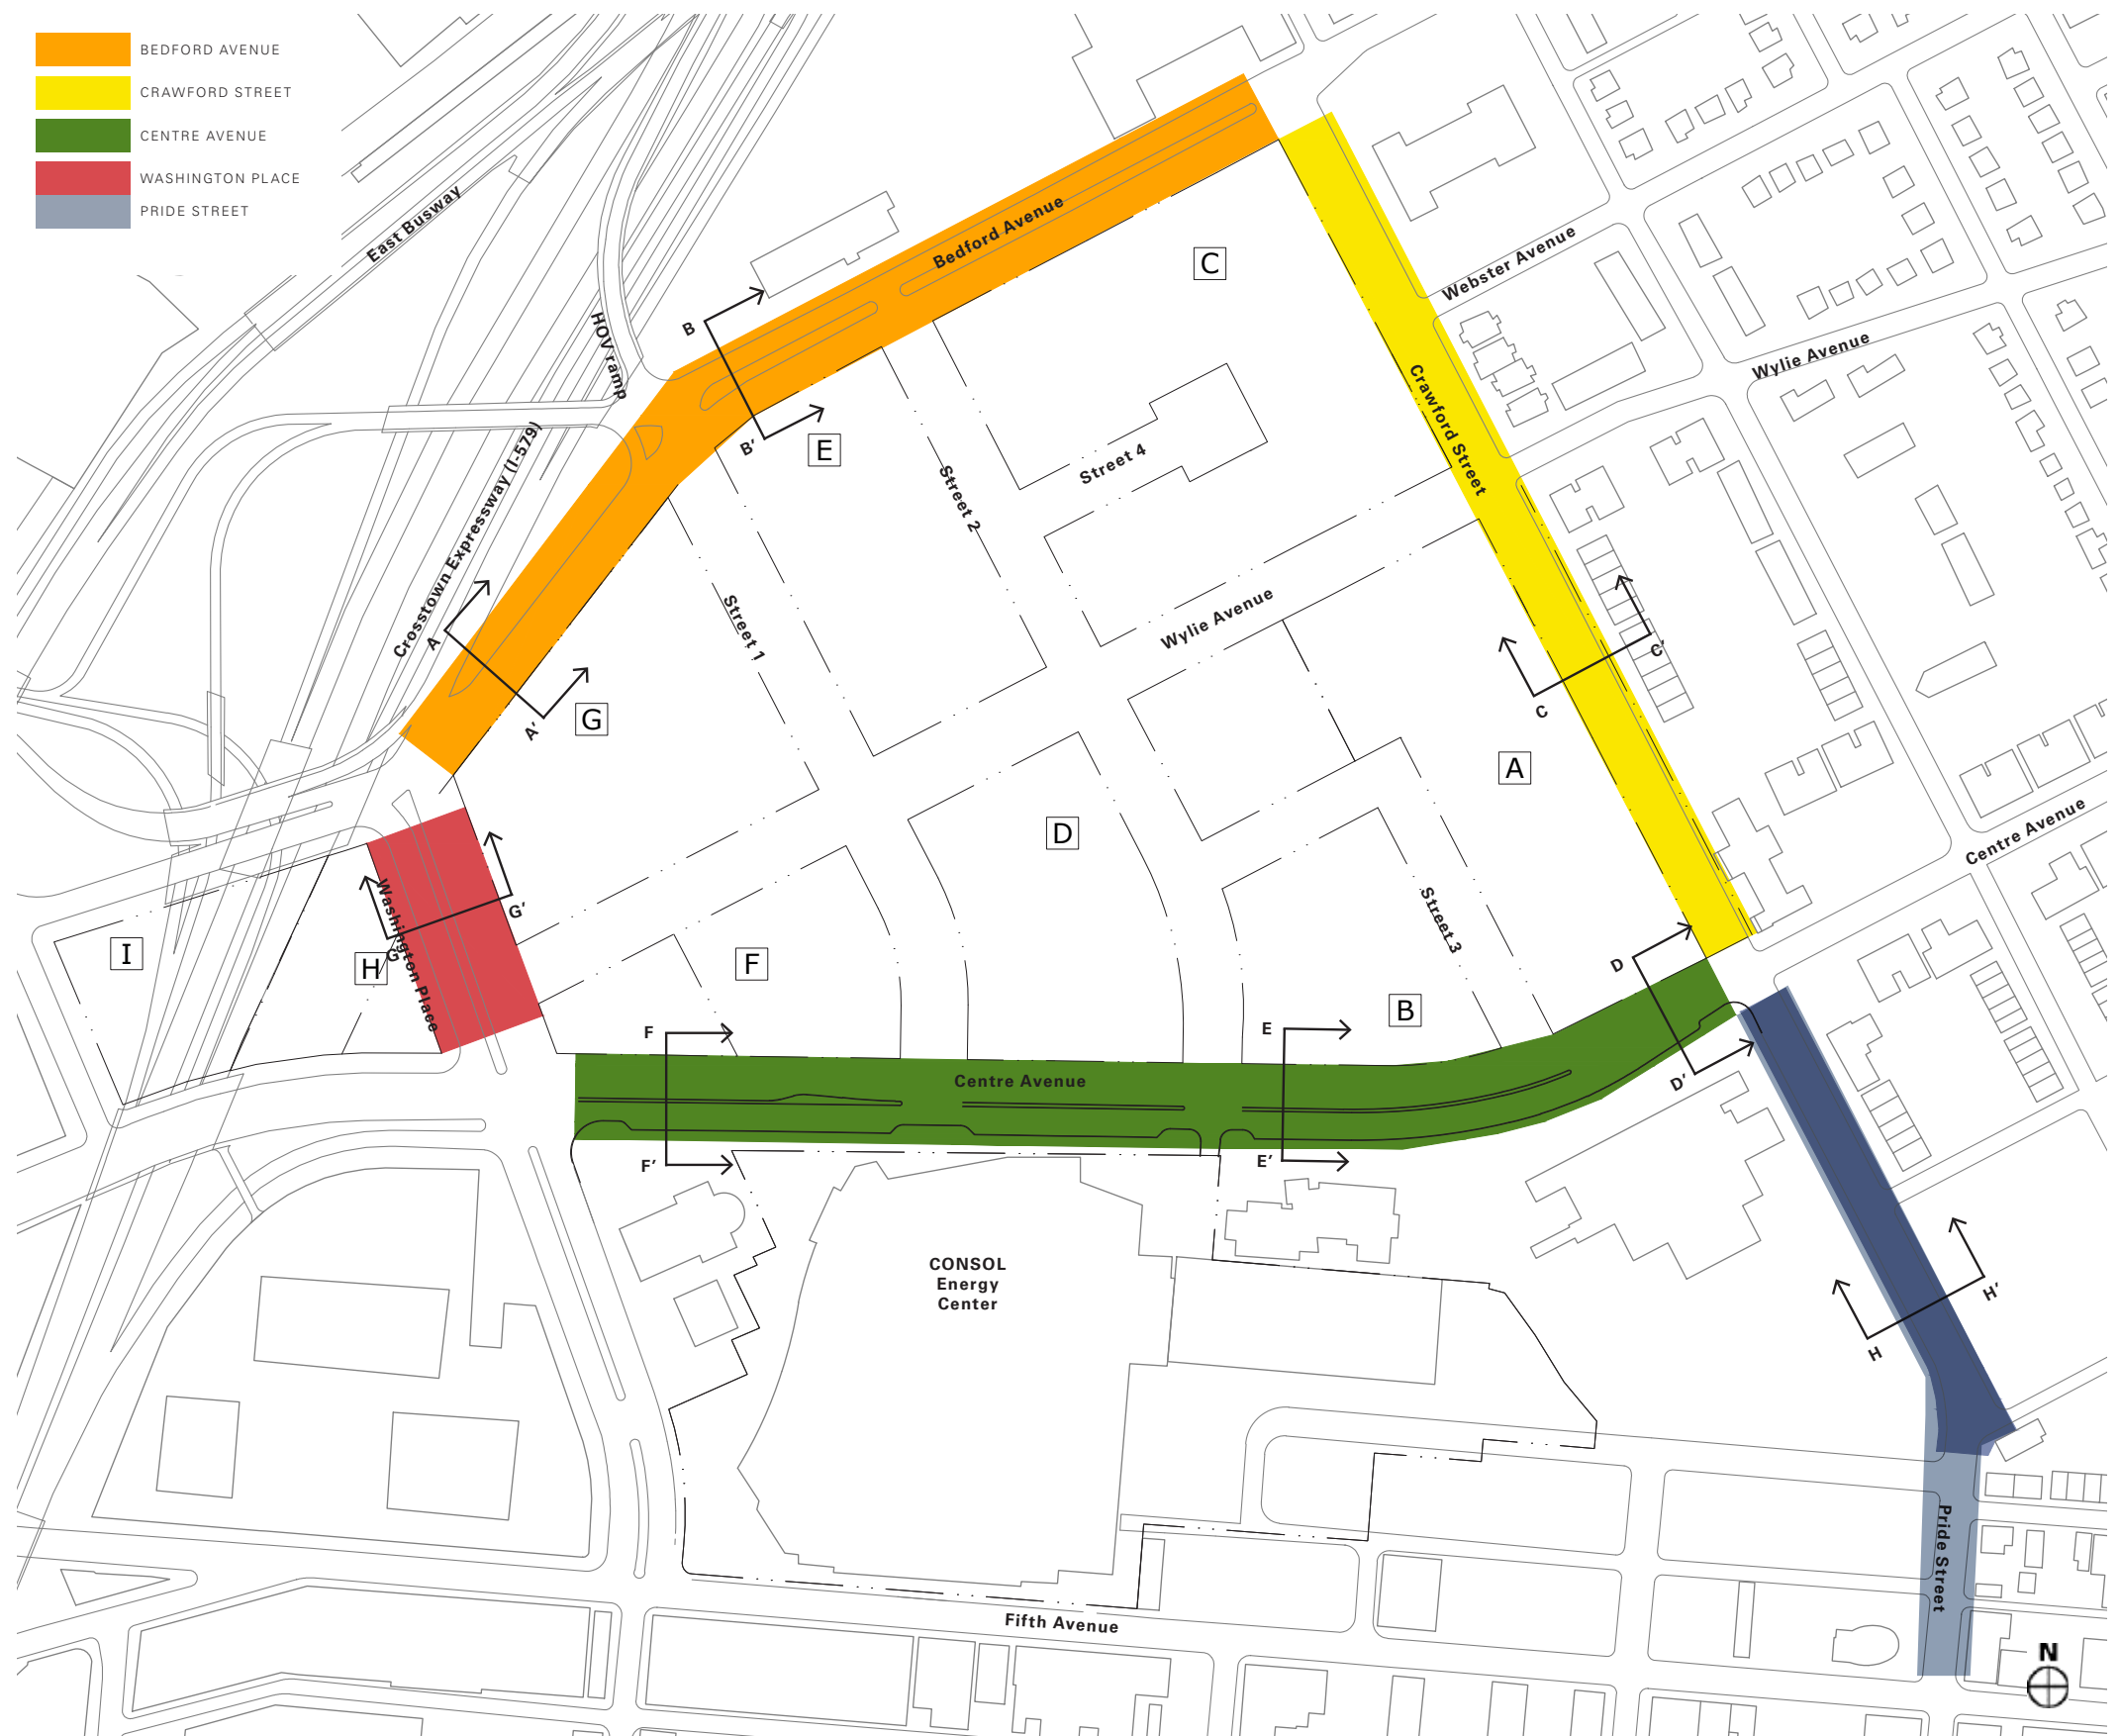 BEDFORD AVENUE
CRAWFORD STREET
CENTRE AVENUE
WASHINGTON PLACE
PRIDE STREET
East Busway
HOV ramp
Crosstown Expressway (I-579)
Bedford Avenue
C
Webster Avenue
Wylie Avenue
B
B'
E
Crawford Street
Street 4
Street 2
Street 1
Wylie Avenue
A
A'
G
C
C'
A
Centre Avenue
D
Street 3
Washington Place
G
G'
I
H
F
B
D
D'
F
F'
E
E'
Centre Avenue
CONSOL
Energy
Center
H
H'
Pride Street
Fifth Avenue
N